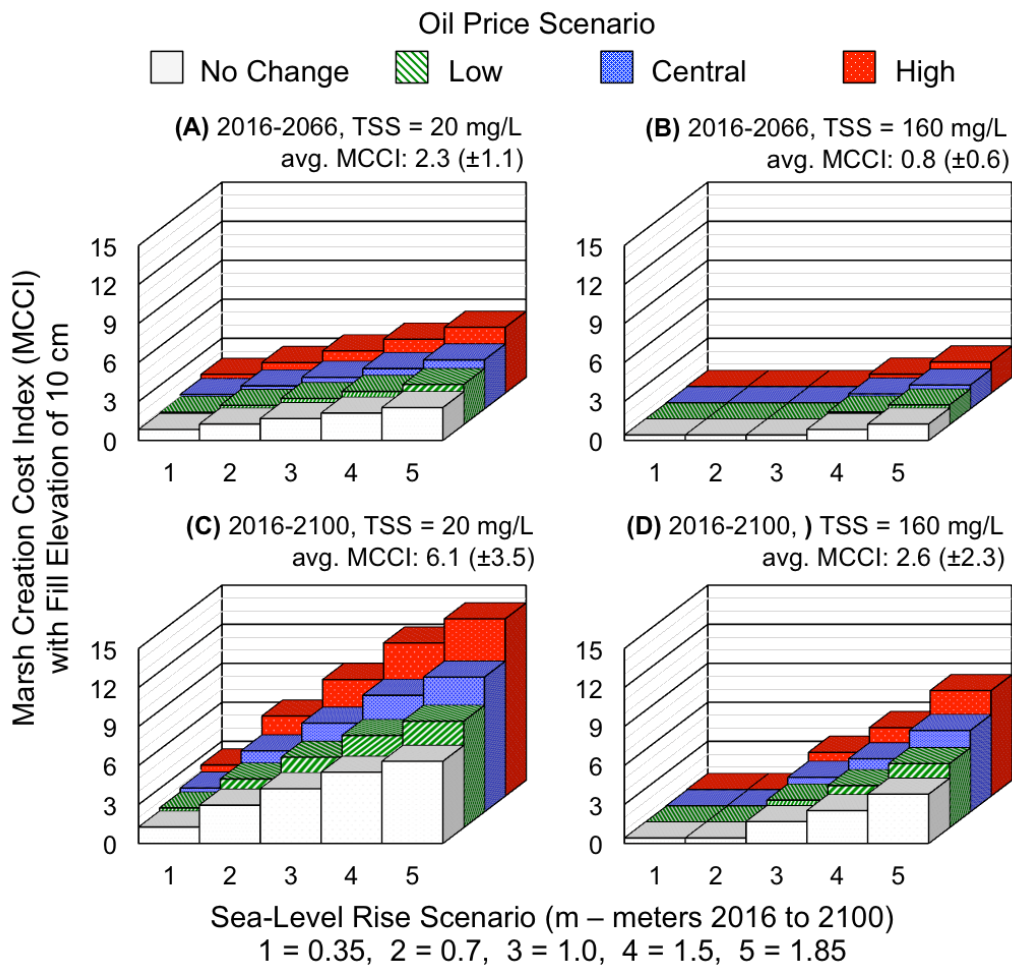 Oil Price Scenario
No Change Low Central High
(A) 2016-2066, TSS = 20 mg/L
avg. MCCI: 2.3 (±1.1)
(B) 2016-2066, TSS = 160 mg/L
avg. MCCI: 0.8 (±0.6)
Marsh Creation Cost Index (MCCI)
with Fill Elevation of 10 cm
15
12
9
6
3
0
1 2 3 4 5
15
12
9
6
3
0
1 2 3 4 5
(C) 2016-2100, TSS = 20 mg/L
avg. MCCI: 6.1 (±3.5)
(D) 2016-2100, ) TSS = 160 mg/L
avg. MCCI: 2.6 (±2.3)
15
12
9
6
3
0
1 2 3 4 5
15
12
9
6
3
0
1 2 3 4 5
Sea-Level Rise Scenario (m – meters 2016 to 2100)
1 = 0.35, 2 = 0.7, 3 = 1.0, 4 = 1.5, 5 = 1.85